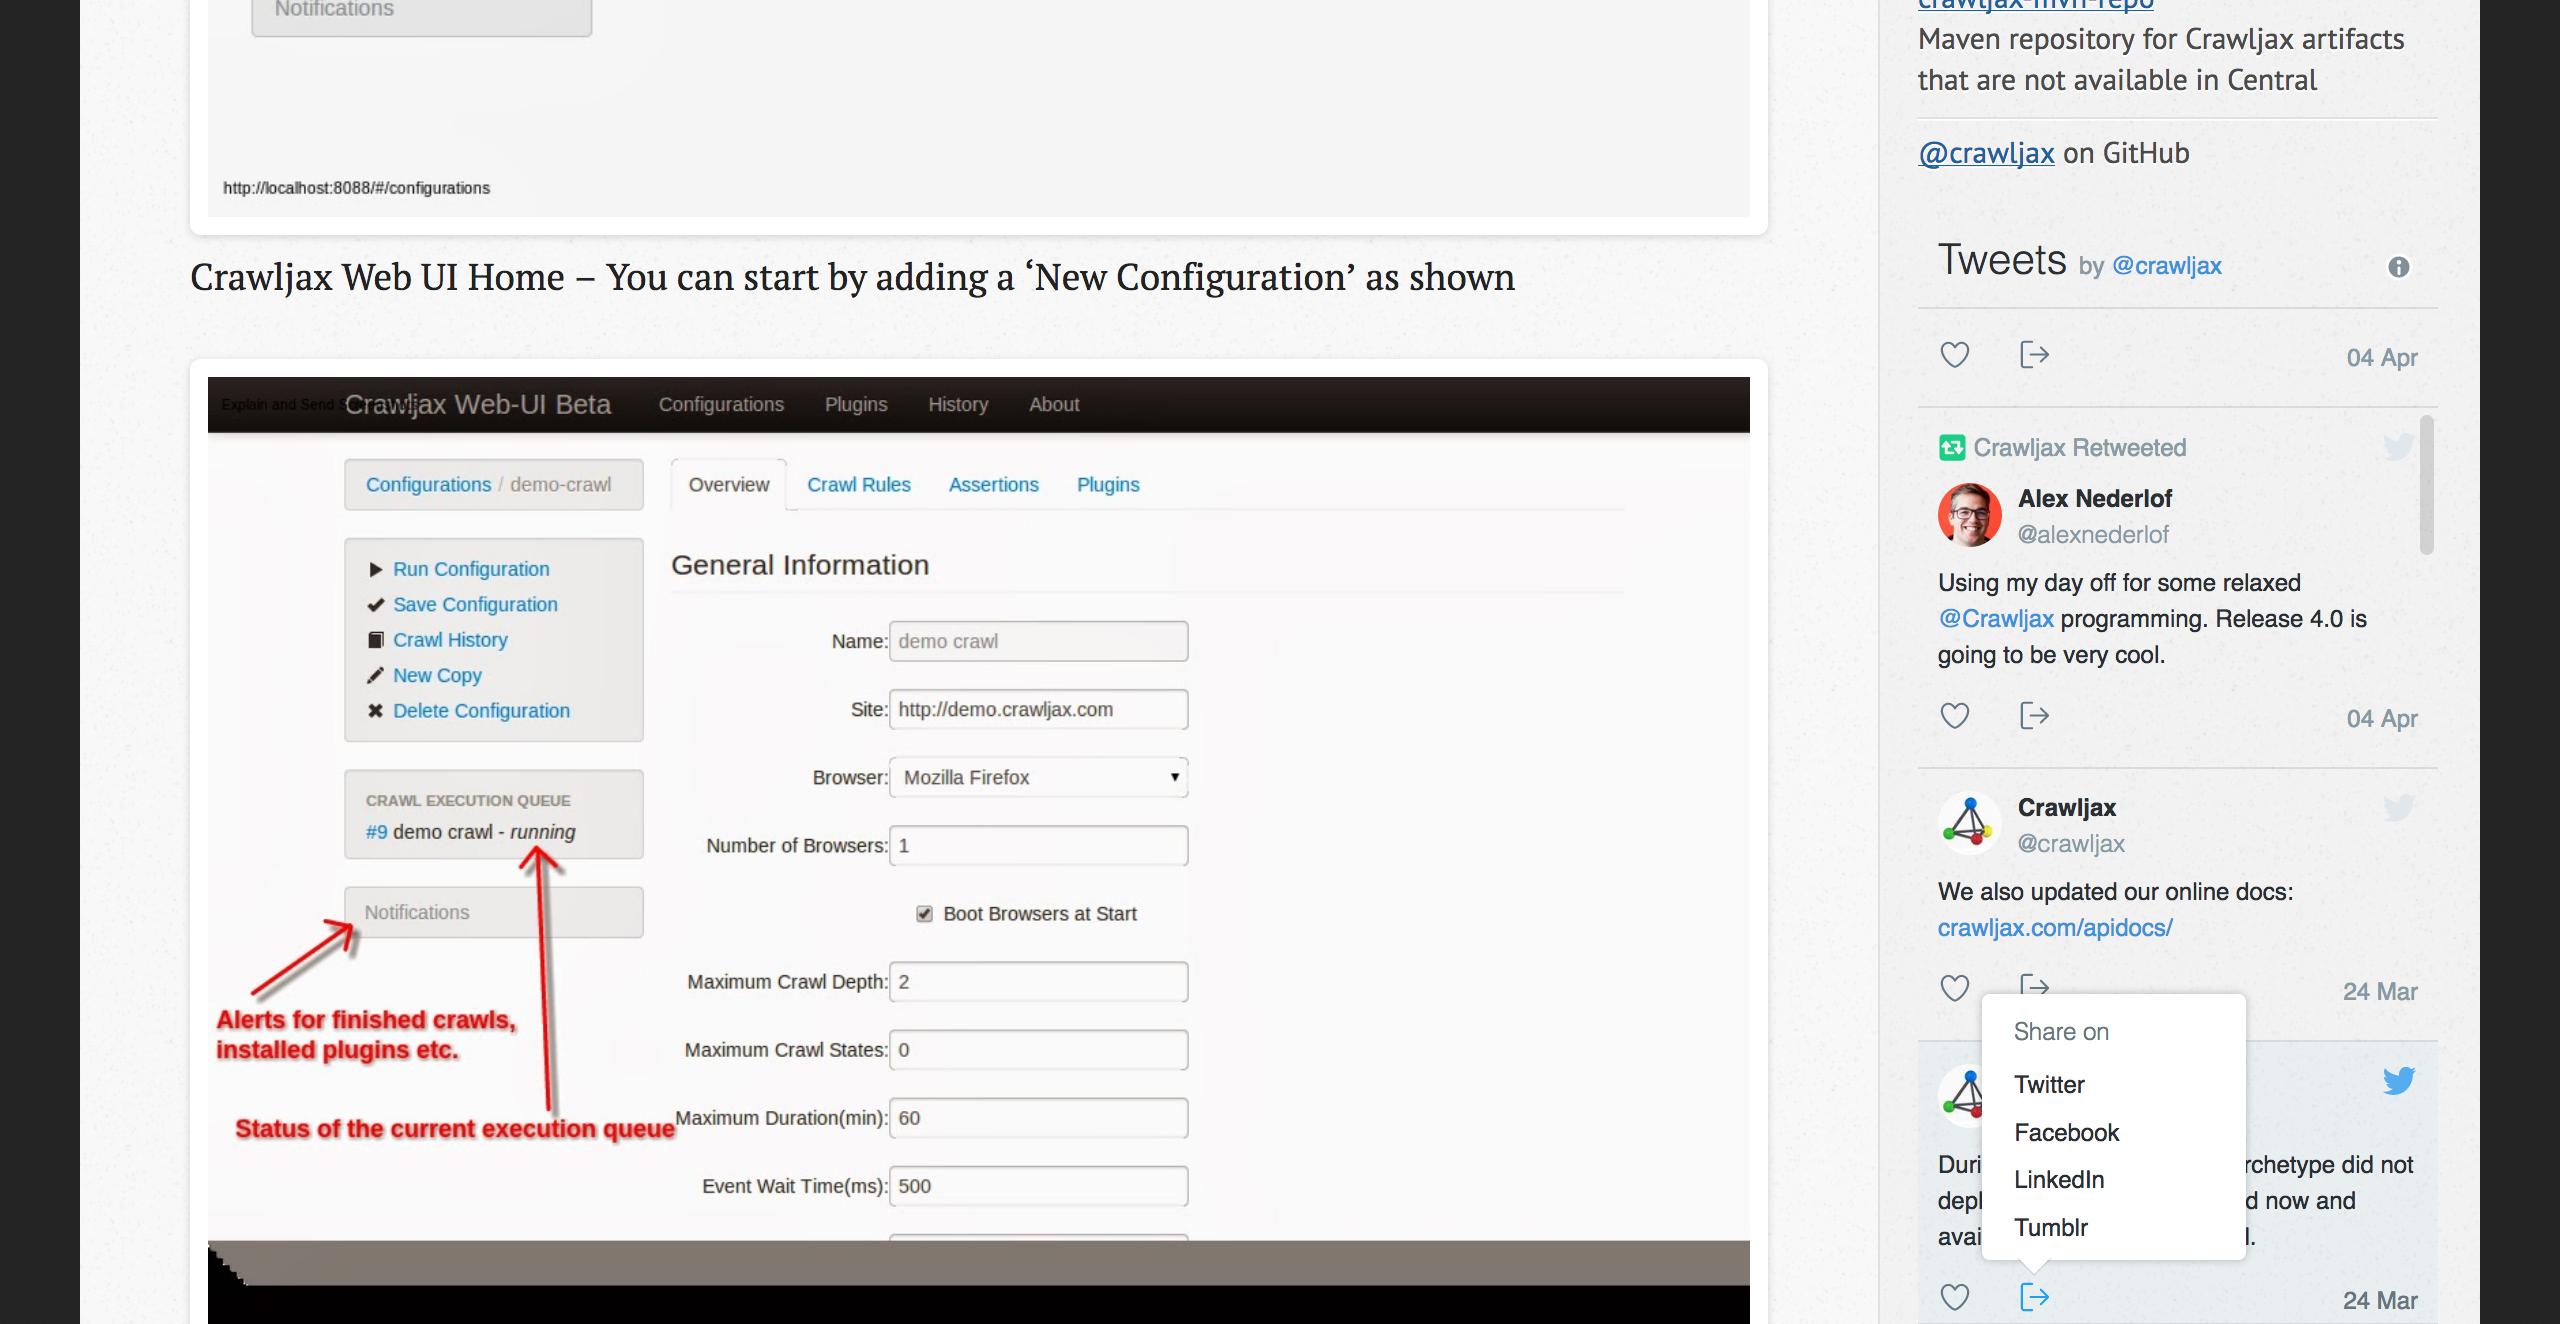 Notifications
http://localhost:8088/#/configurations
Crawljax Web UI Home – You can start by adding a ‘New Configuration’ as shown
Explain and Send
Crawljax Web-UI Beta
Configurations
Plugins
History
About
Configurations / demo-crawl
Overview
Crawl Rules
Assertions
Plugins
Run Configuration
Save Configuration
Crawl History
New Copy
Delete Configuration
CRAWL EXECUTION QUEUE
#9 demo crawl - running
Notifications
Alerts for finished crawls,
installed plugins etc.
Status of the current execution queue
General Information
Name: demo crawl
Site: http://demo.crawljax.com
Browser: Mozilla Firefox
Number of Browsers: 1
Boot Browsers at Start
Maximum Crawl Depth: 2
Maximum Crawl States: 0
Maximum Duration(min): 60
Event Wait Time(ms): 500
crawljax-mvn-repo
Maven repository for Crawljax artifacts
that are not available in Central
@crawljax on GitHub
Tweets by @crawljax
04 Apr
Crawljax Retweeted
Alex Nederlof
@alexnederlof
Using my day off for some relaxed
@Crawljax programming. Release 4.0 is
going to be very cool.
04 Apr
Crawljax
@crawljax
We also updated our online docs:
crawljax.com/apidocs/
24 Mar
Share on
Twitter
Facebook
LinkedIn
Tumblr
Duri rchetype did not
depl d now and
avai l.
24 Mar